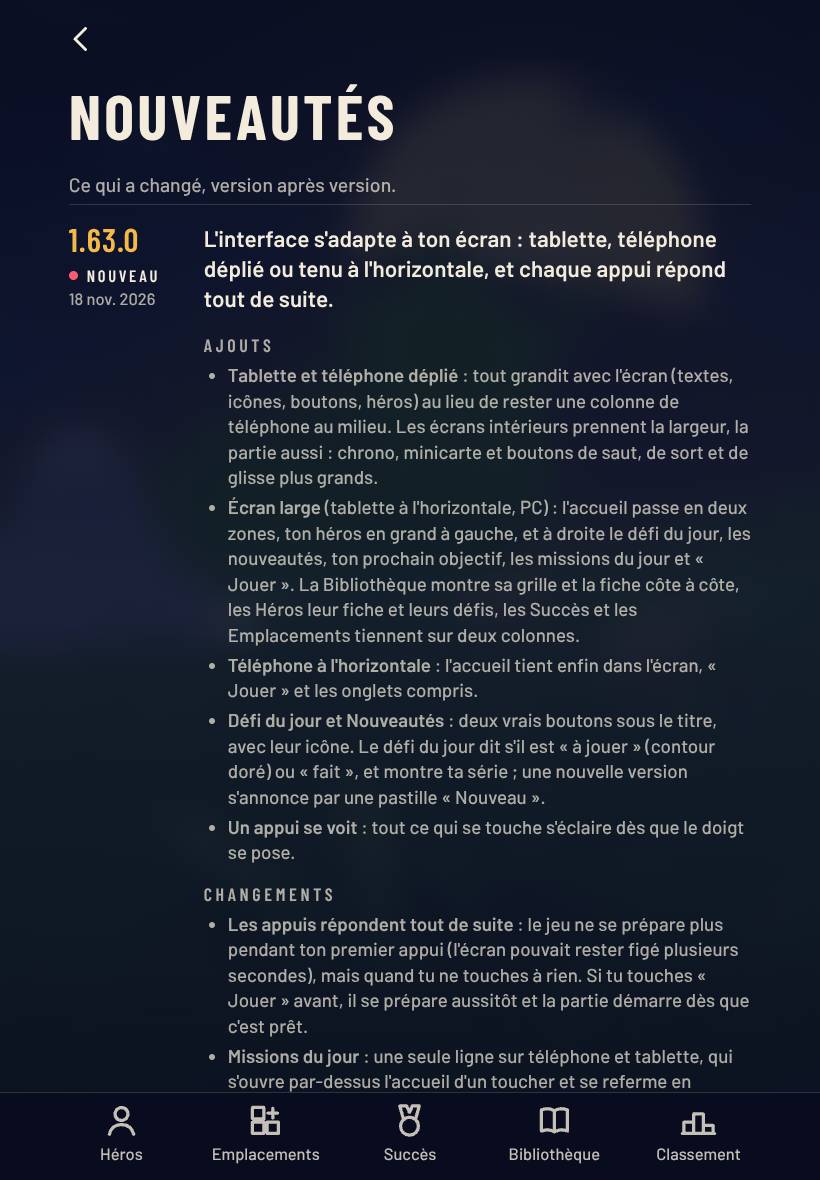 NOUVEAUTÉS
Ce qui a changé, version après version.
1.63.0
NOUVEAU
18 nov. 2026
L'interface s'adapte à ton écran : tablette, téléphone
déplié ou tenu à l'horizontale, et chaque appui répond
tout de suite.
AJOUTS
• Tablette et téléphone déplié : tout grandit avec l'écran (textes,
icônes, boutons, héros) au lieu de rester une colonne de
téléphone au milieu. Les écrans intérieurs prennent la largeur, la
partie aussi : chrono, minicarte et boutons de saut, de sort et de
glisse plus grands.
• Écran large (tablette à l'horizontale, PC) : l'accueil passe en deux
zones, ton héros en grand à gauche, et à droite le défi du jour, les
nouveautés, ton prochain objectif, les missions du jour et «
Jouer ». La Bibliothèque montre sa grille et la fiche côte à côte,
les Héros leur fiche et leurs défis, les Succès et les
Emplacements tiennent sur deux colonnes.
• Téléphone à l'horizontale : l'accueil tient enfin dans l'écran, «
Jouer » et les onglets compris.
• Défi du jour et Nouveautés : deux vrais boutons sous le titre,
avec leur icône. Le défi du jour dit s'il est « à jouer » (contour
doré) ou « fait », et montre ta série ; une nouvelle version
s'annonce par une pastille « Nouveau ».
• Un appui se voit : tout ce qui se touche s'éclaire dès que le doigt
se pose.
CHANGEMENTS
• Les appuis répondent tout de suite : le jeu ne se prépare plus
pendant ton premier appui (l'écran pouvait rester figé plusieurs
secondes), mais quand tu ne touches à rien. Si tu touches «
Jouer » avant, il se prépare aussitôt et la partie démarre dès que
c'est prêt.
• Missions du jour : une seule ligne sur téléphone et tablette, qui
s'ouvre par-dessus l'accueil d'un toucher et se referme en
Héros
Emplacements
Succès
Bibliothèque
Classement